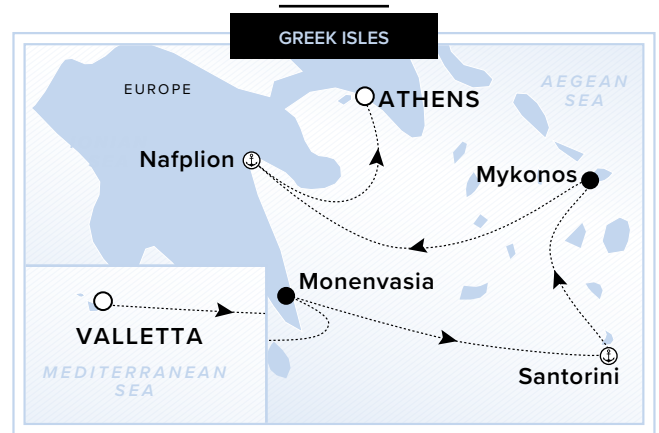 GREEK ISLES
EUROPE
AEGEAN
SEA
ATHENS
Nafplion
Mykonos
Monenvasia
VALLETTA
MEDITERRANEAN
SEA
Santorini